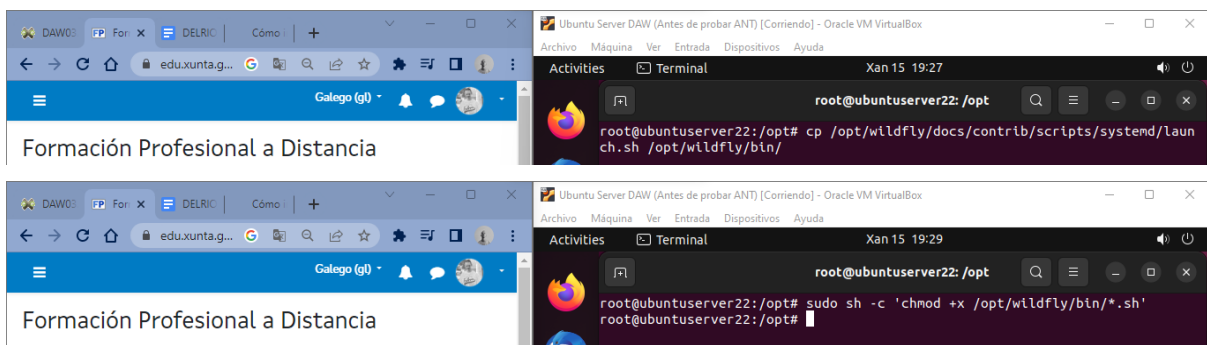 DAW03
FP For
DELRIO
Cómo i
Ubuntu Server DAW (Antes de probar ANT) [Corriendo] - Oracle VM VirtualBox
Archivo Máquina Ver Entrada Dispositivos Ayuda
edu.xunta.g...
Activities
Terminal
Xan 15 19:27
Galego (gl)
root@ubuntuserver22: /opt
Formación Profesional a Distancia
root@ubuntuserver22:/opt# cp /opt/wildfly/docs/contrib/scripts/systemd/laun
ch.sh /opt/wildfly/bin/
DAW03
FP For
DELRIO
Cómo i
Ubuntu Server DAW (Antes de probar ANT) [Corriendo] - Oracle VM VirtualBox
Archivo Máquina Ver Entrada Dispositivos Ayuda
edu.xunta.g...
Activities
Terminal
Xan 15 19:29
Galego (gl)
root@ubuntuserver22: /opt
Formación Profesional a Distancia
root@ubuntuserver22:/opt# sudo sh -c 'chmod +x /opt/wildfly/bin/*.sh'
root@ubuntuserver22:/opt#